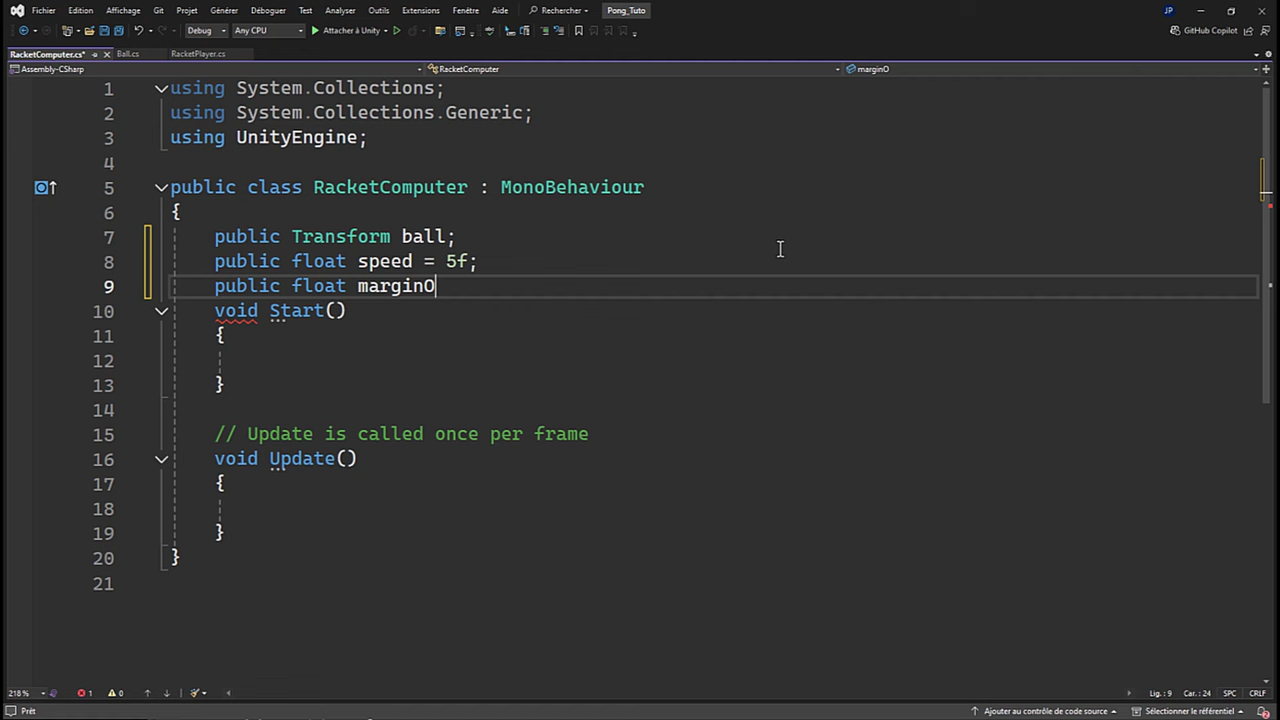 Fichier Edition Affichage Git Projet Générer Déboguer Test Analyser Outils Extensions Fenêtre Aide Rechercher Pong_Tuto JP
Debug Any CPU Attacher à Unity GitHub Copilot
RacketComputer.cs* Ball.cs RacketPlayer.cs
Assembly-CSharp RacketComputer marginO
1 using System.Collections;
2 using System.Collections.Generic;
3 using UnityEngine;
4
5 public class RacketComputer : MonoBehaviour
6 {
7 public Transform ball;
8 public float speed = 5f;
9 public float marginO
10 void Start()
11 {
12
13 }
14
15 // Update is called once per frame
16 void Update()
17 {
18
19 }
20 }
21
218 % 1 0 Lig. : 9 Car. : 24 SPC CRLF
Prêt Ajouter au contrôle de code source Sélectionner le référentiel